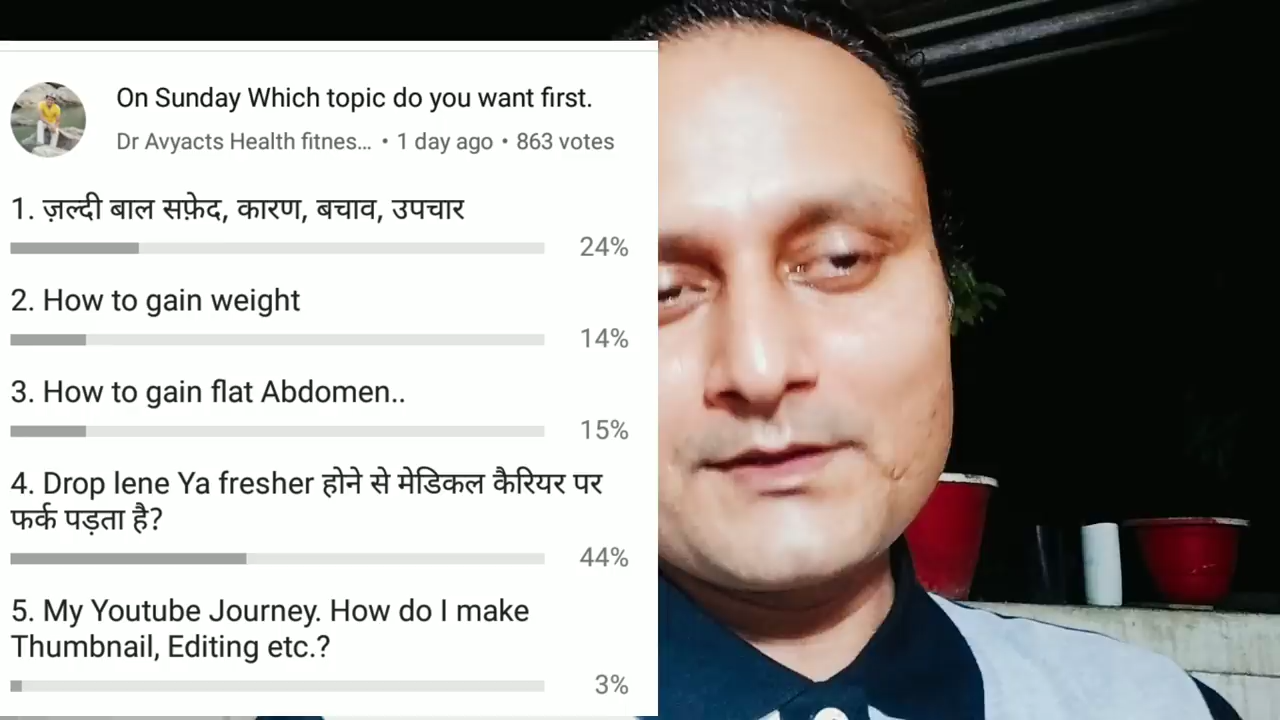 On Sunday Which topic do you want first.
Dr Avyacts Health fitnes... • 1 day ago • 863 votes
1. ज़ल्दी बाल सफ़ेद, कारण, बचाव, उपचार
24%
2. How to gain weight
14%
3. How to gain flat Abdomen..
15%
4. Drop lene Ya fresher होने से मेडिकल कैरियर पर
फर्क पड़ता है?
44%
5. My Youtube Journey. How do I make
Thumbnail, Editing etc.?
3%